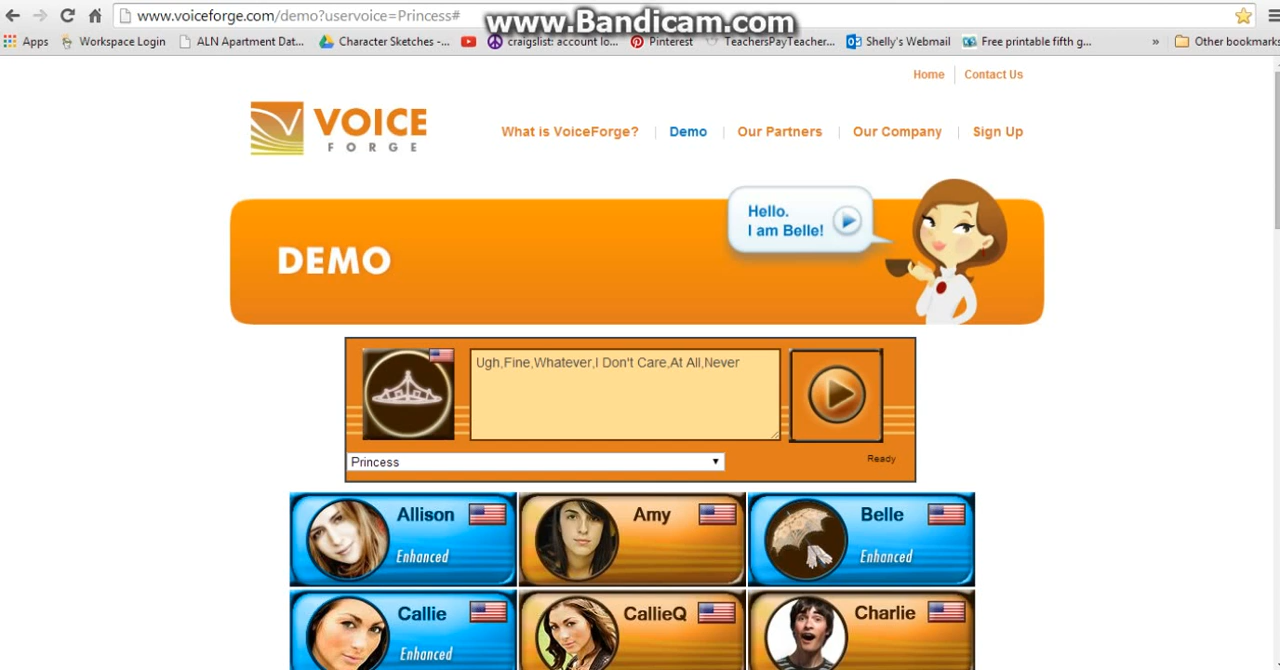 www.voiceforge.com/demo?uservoice=Princess#
www.Bandicam.com
Apps Workspace Login ALN Apartment Dat... Character Sketches -... craigslist: account lo... Pinterest TeachersPayTeacher... Shelly's Webmail Free printable fifth g... » Other bookmarks
Home Contact Us
VOICE
FORGE
What is VoiceForge? Demo Our Partners Our Company Sign Up
Hello.
I am Belle!
DEMO
Ugh,Fine,Whatever,I Don't Care,At All,Never
Princess
Ready
Allison Amy Belle
Enhanced Enhanced
Callie CallieQ Charlie
Enhanced